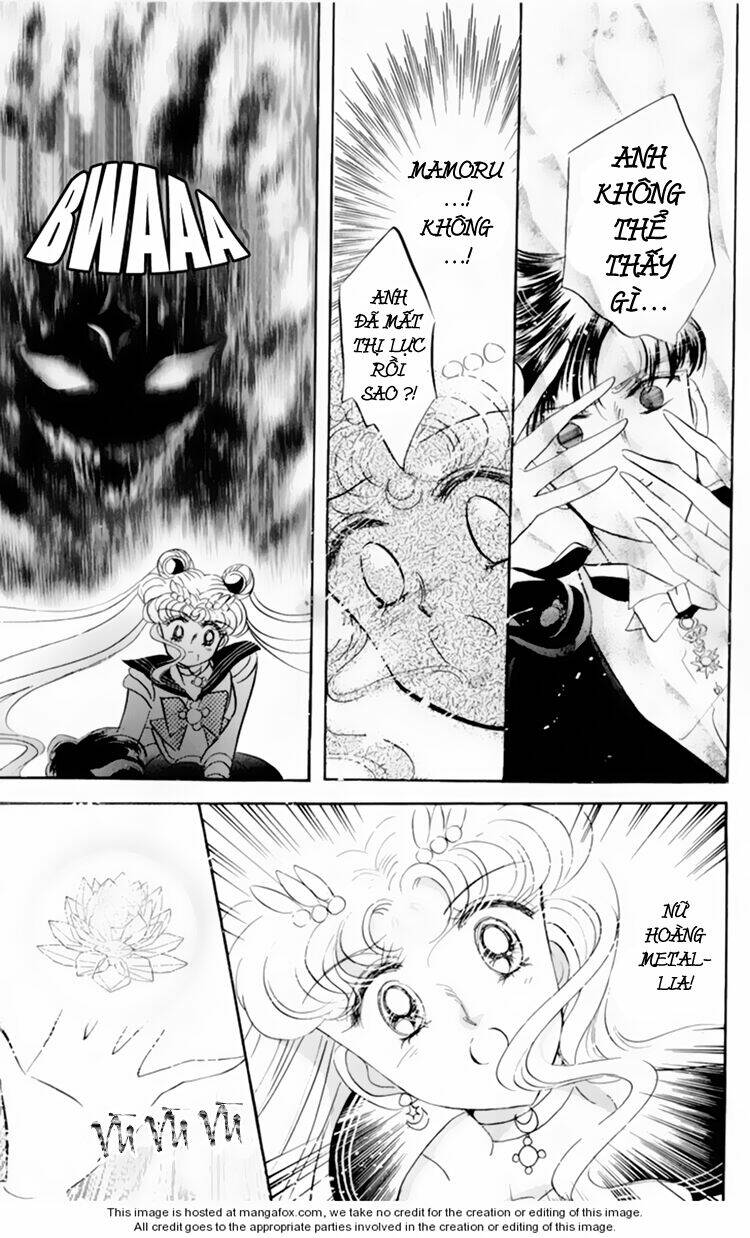 ANH
KHÔNG
THỂ
THẤY
GÌ...
MAMORU
...!
KHÔNG
...!
ANH
ĐÃ MẤT
THỊ LỰC
RỒI
SAO ?!
BWAAA
NỮ
HOÀNG
METAL-
LIA!
VÙ VÙ VÙ
This image is hosted at mangafox.com, we take no credit for the creation or editing of this image.
All credit goes to the appropriate parties involved in the creation or editing of this image.